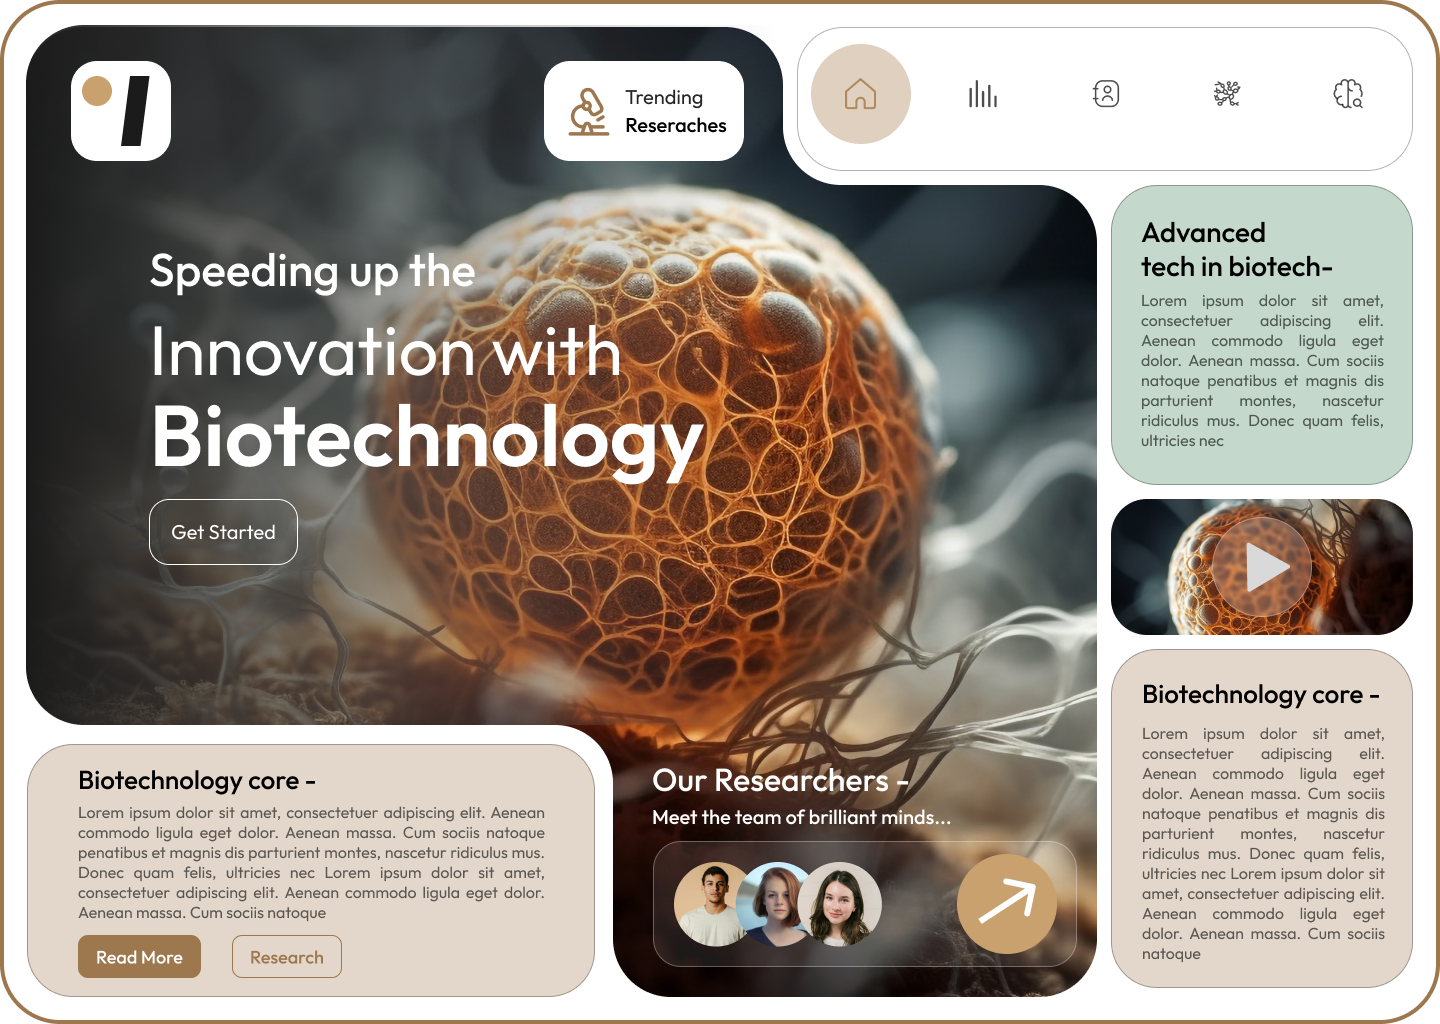 Trending
Reseraches
Speeding up the
Innovation with
Biotechnology
Get Started
Advanced
tech in biotech-
Lorem ipsum dolor sit amet,
consectetuer adipiscing elit.
Aenean commodo ligula eget
dolor. Aenean massa. Cum sociis
natoque penatibus et magnis dis
parturient montes, nascetur
ridiculus mus. Donec quam felis,
ultricies nec
Biotechnology core -
Lorem ipsum dolor sit amet,
consectetuer adipiscing elit.
Aenean commodo ligula eget
dolor. Aenean massa. Cum sociis
natoque penatibus et magnis dis
parturient montes, nascetur
ridiculus mus. Donec quam felis,
ultricies nec Lorem ipsum dolor sit
amet, consectetuer adipiscing elit.
Aenean commodo ligula eget
dolor. Aenean massa. Cum sociis
natoque
Biotechnology core -
Lorem ipsum dolor sit amet, consectetuer adipiscing elit. Aenean
commodo ligula eget dolor. Aenean massa. Cum sociis natoque
penatibus et magnis dis parturient montes, nascetur ridiculus mus.
Donec quam felis, ultricies nec Lorem ipsum dolor sit amet,
consectetuer adipiscing elit. Aenean commodo ligula eget dolor.
Aenean massa. Cum sociis natoque
Read More
Research
Our Researchers -
Meet the team of brilliant minds...